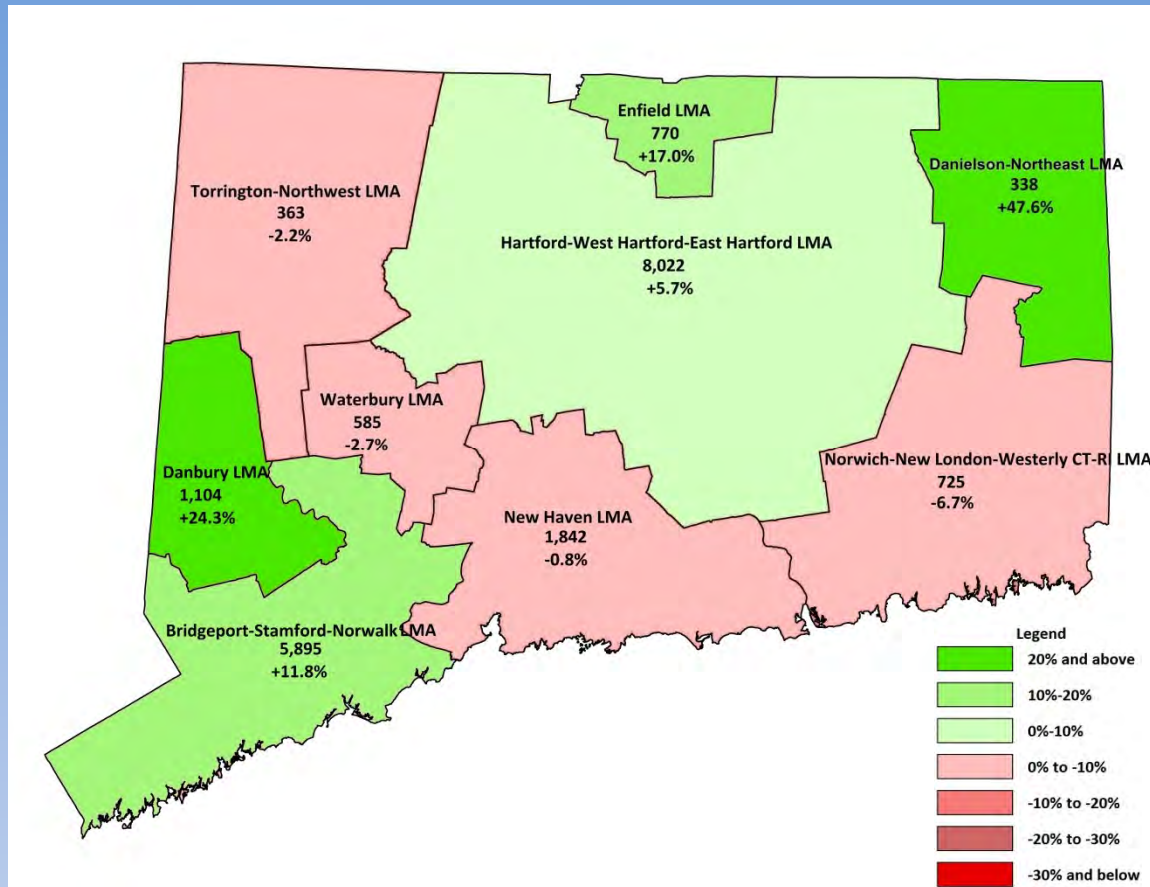 Enfield LMA
770
+17.0%
Danielson-Northeast LMA
338
+47.6%
Torrington-Northwest LMA
363
-2.2%
Hartford-West Hartford-East Hartford LMA
8,022
+5.7%
Waterbury LMA
585
-2.7%
Danbury LMA
1,104
+24.3%
New Haven LMA
1,842
-0.8%
Norwich-New London-Westerly CT-RI LMA
725
-6.7%
Bridgeport-Stamford-Norwalk LMA
5,895
+11.8%
Legend
20% and above
10%-20%
0%-10%
0% to -10%
-10% to -20%
-20% to -30%
-30% and below